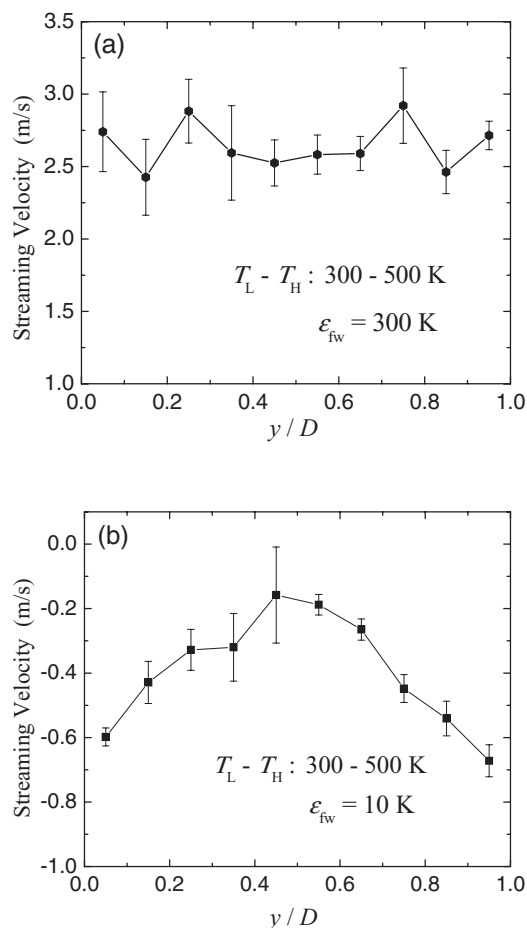 (a)
3.5
3.0
2.5
2.0
1.5
1.0
Streaming Velocity (m/s)
T_L - T_H : 300 - 500 K
ε_fw = 300 K
0.0 0.2 0.4 0.6 0.8 1.0
y / D
(b)
0.0
-0.2
-0.4
-0.6
-0.8
-1.0
Streaming Velocity (m/s)
T_L - T_H : 300 - 500 K
ε_fw = 10 K
0.0 0.2 0.4 0.6 0.8 1.0
y / D